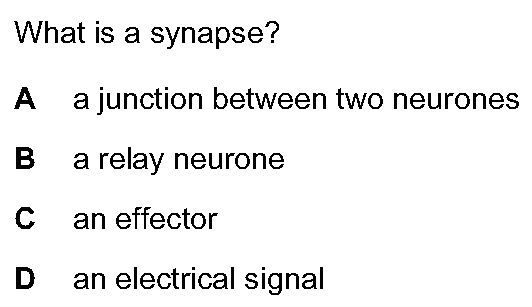 What is a synapse?
A a junction between two neurones
B a relay neurone
C an effector
D an electrical signal